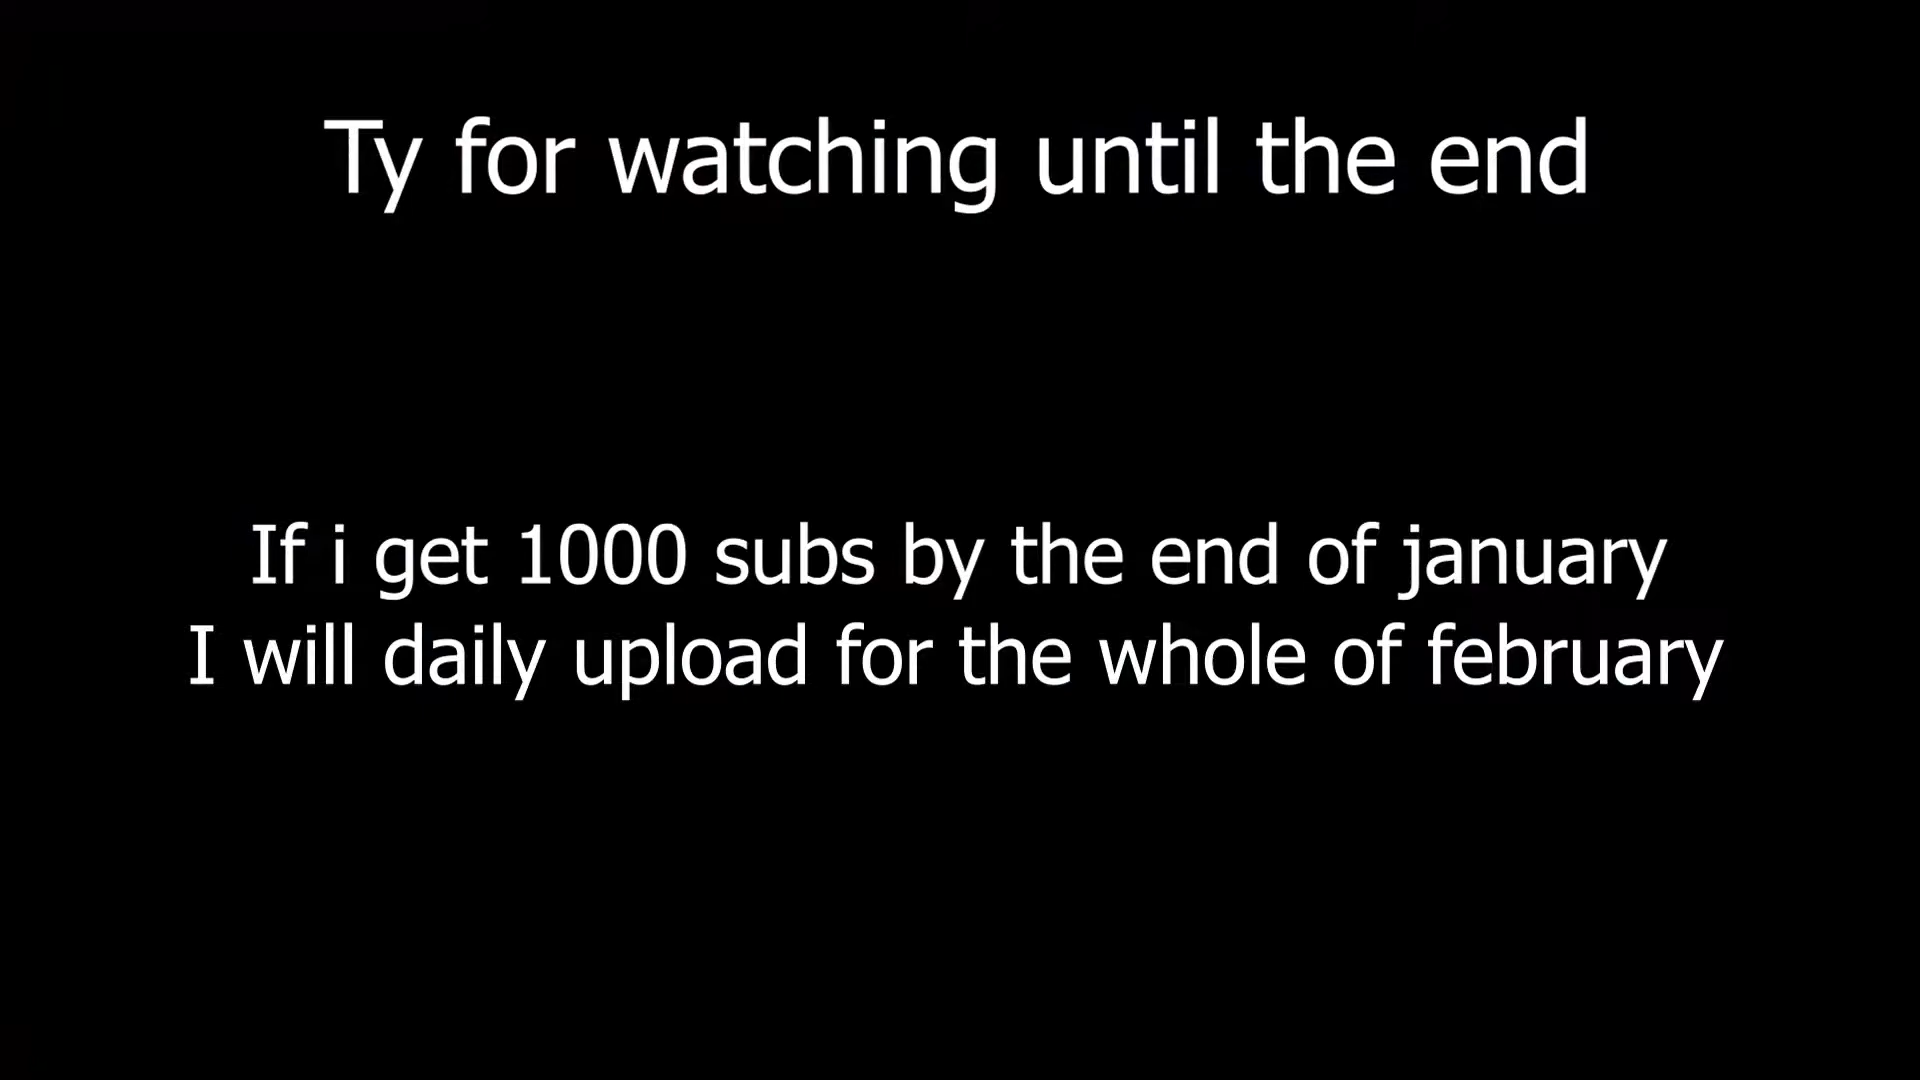 Ty for watching until the end
If i get 1000 subs by the end of january
I will daily upload for the whole of february